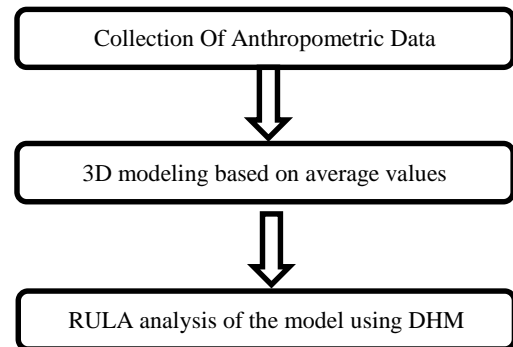 Collection Of Anthropometric Data
3D modeling based on average values
RULA analysis of the model using DHM